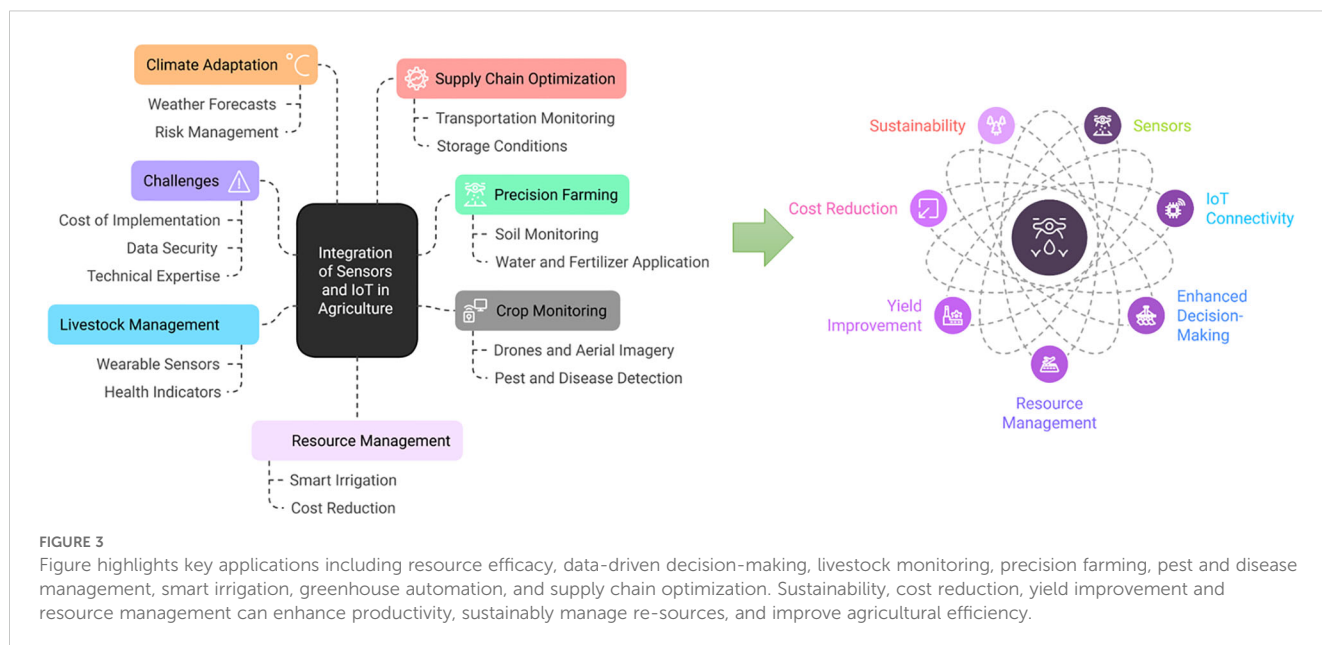 Climate Adaptation
Weather Forecasts
Risk Management
Challenges
Cost of Implementation
Data Security
Technical Expertise
Livestock Management
Wearable Sensors
Health Indicators
Integration
of Sensors
and IoT in
Agriculture
Supply Chain Optimization
Transportation Monitoring
Storage Conditions
Precision Farming
Soil Monitoring
Water and Fertilizer Application
Crop Monitoring
Drones and Aerial Imagery
Pest and Disease Detection
Resource Management
Smart Irrigation
Cost Reduction
Sustainability
Sensors
Cost Reduction
IoT
Connectivity
Yield
Improvement
Enhanced
Decision-
Making
Resource
Management
FIGURE 3
Figure highlights key applications including resource efficacy, data-driven decision-making, livestock monitoring, precision farming, pest and disease
management, smart irrigation, greenhouse automation, and supply chain optimization. Sustainability, cost reduction, yield improvement and
resource management can enhance productivity, sustainably manage re-sources, and improve agricultural efficiency.